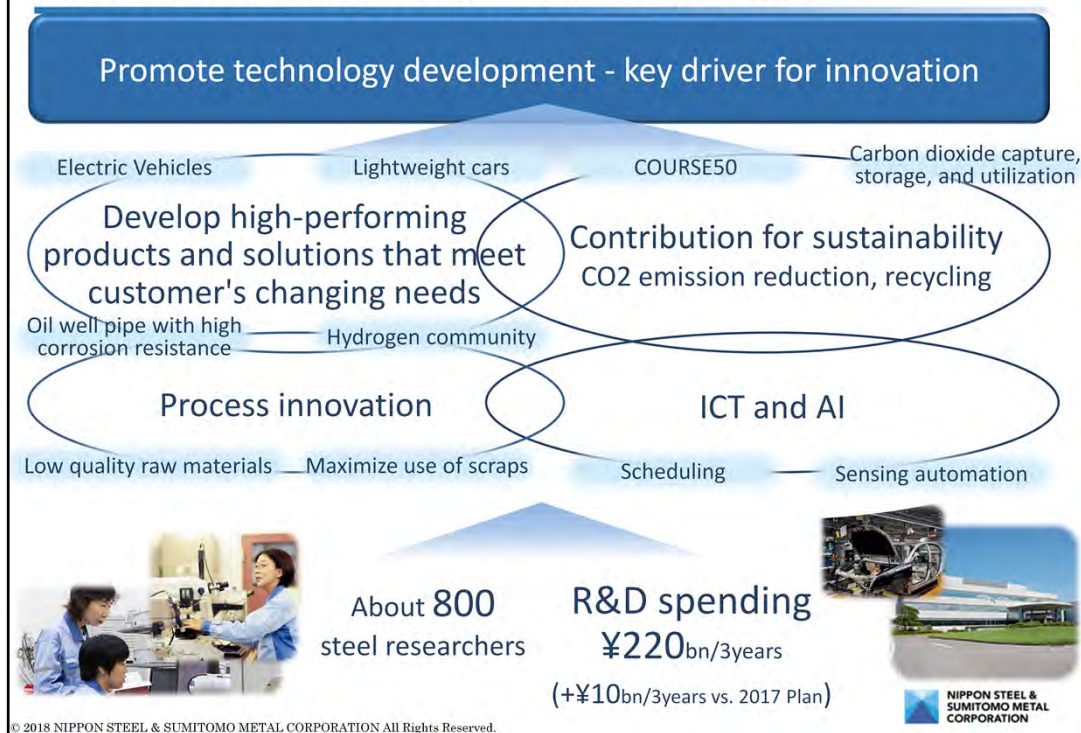 Promote technology development - key driver for innovation
Electric Vehicles
Lightweight cars
COURSE50
Carbon dioxide capture,
storage, and utilization
Develop high-performing
products and solutions that meet
customer's changing needs
Contribution for sustainability
CO2 emission reduction, recycling
Oil well pipe with high
corrosion resistance
Hydrogen community
Process innovation
ICT and AI
Low quality raw materials
Maximize use of scraps
Scheduling
Sensing automation
About 800
steel researchers
R&D spending
¥220bn/3years
(+¥10bn/3years vs. 2017 Plan)
NIPPON STEEL &
SUMITOMO METAL
CORPORATION
© 2018 NIPPON STEEL & SUMITOMO METAL CORPORATION All Rights Reserved.